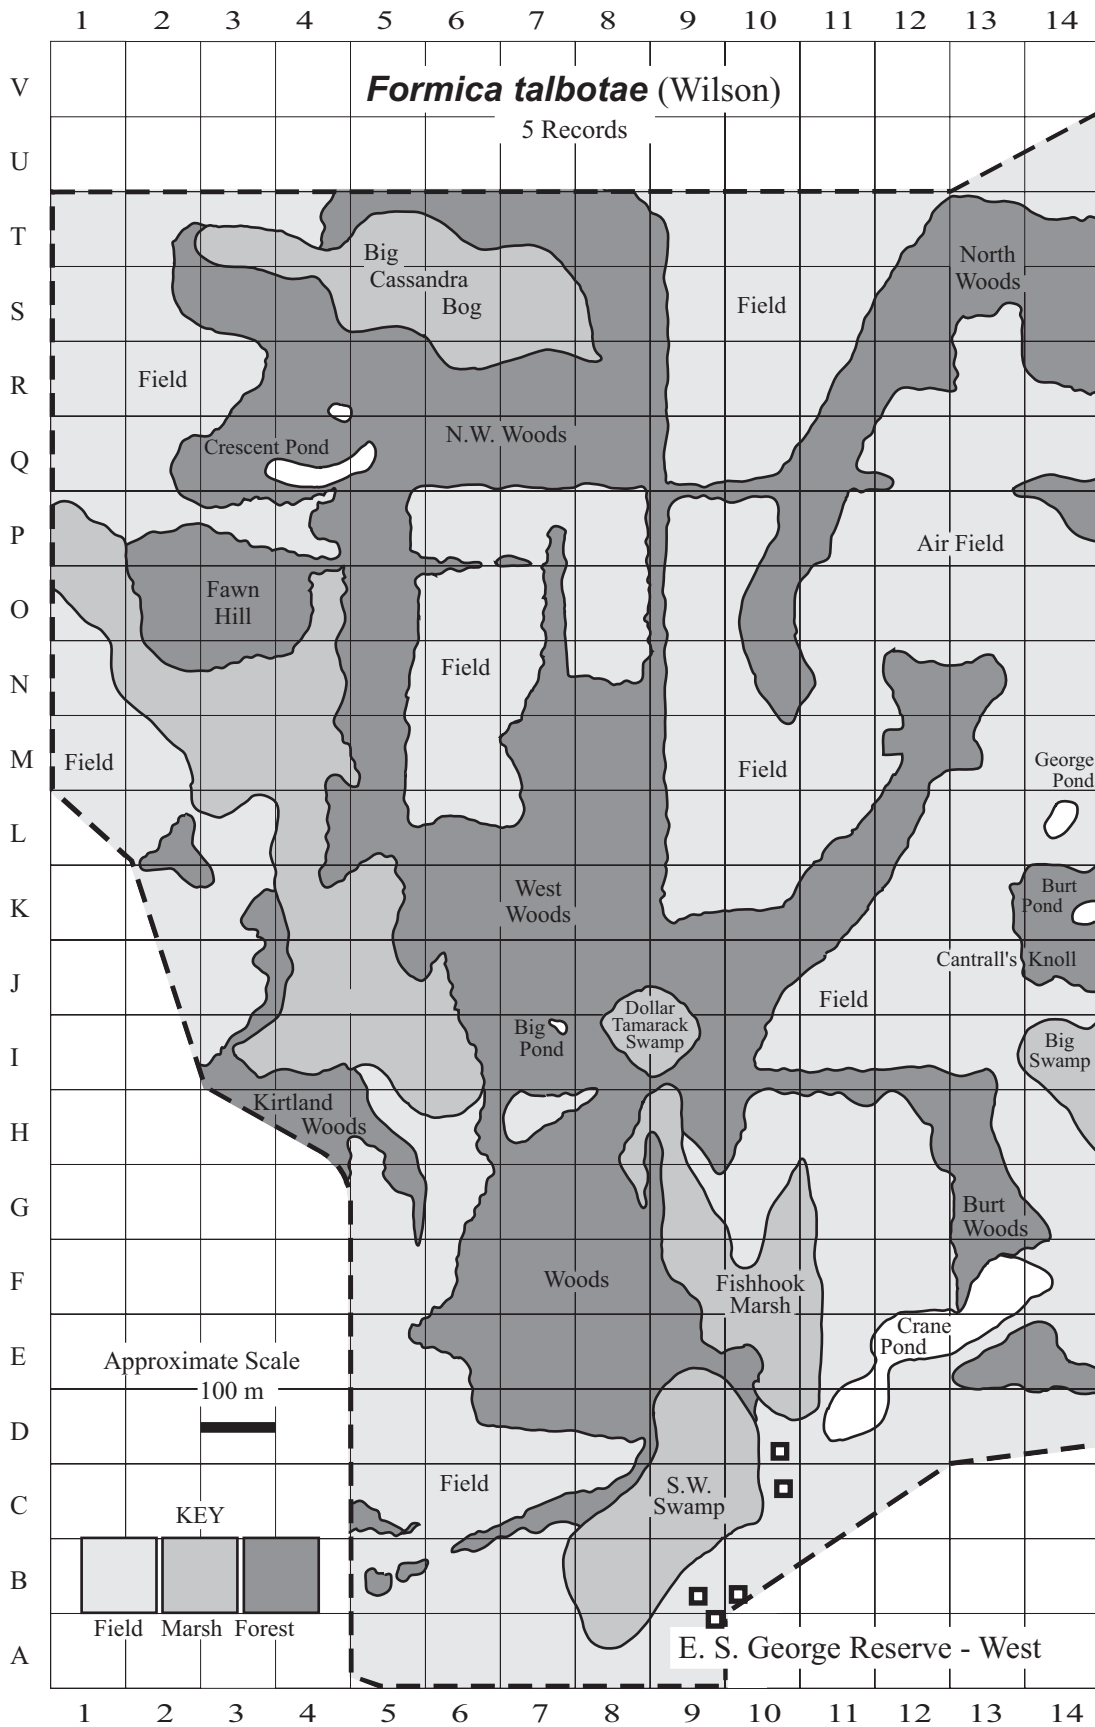 1 2 3 4 5 6 7 8 9 10 11 12 13 14
V
Formica talbotae (Wilson)
5 Records
U
T
Big
Cassandra
Bog
North
Woods
S
Field
R
Field
Q
Crescent Pond
N.W. Woods
P
Air Field
O
Fawn
Hill
N
Field
M
Field
Field
George
Pond
L
K
West
Woods
Burt
Pond
J
Cantrall's Knoll
Field
Dollar
Tamarack
Swamp
Big
Pond
I
Big
Swamp
H
Kirtland
Woods
G
Burt
Woods
F
Woods
Fishhook
Marsh
E
Crane
Pond
Approximate Scale
100 m
D
C
Field
S.W.
Swamp
KEY
B
Field Marsh Forest
A
E. S. George Reserve - West
1 2 3 4 5 6 7 8 9 10 11 12 13 14